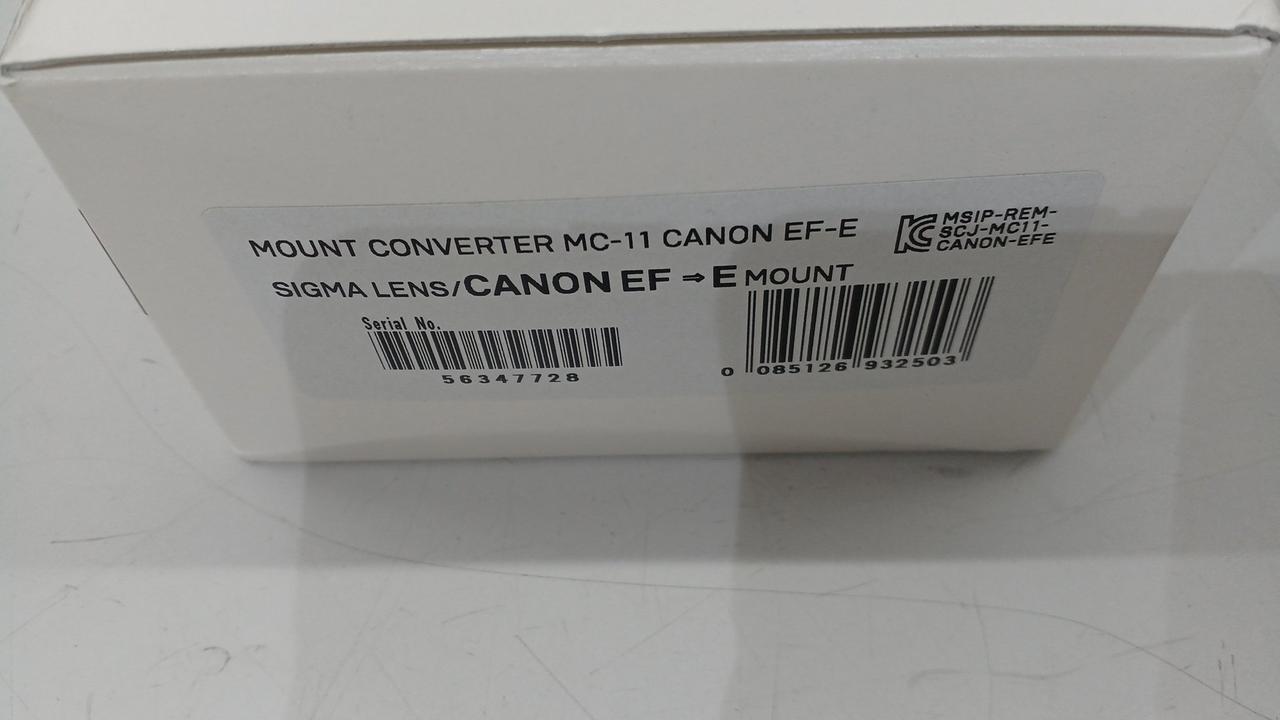 MOUNT CONVERTER MC-11 CANON EF-E
MSIP-REM-
SCJ-MC11-
CANON-EFE
SIGMA LENS/CANON EF ⇒ E MOUNT
Serial No.
56347728
0 085126 932503